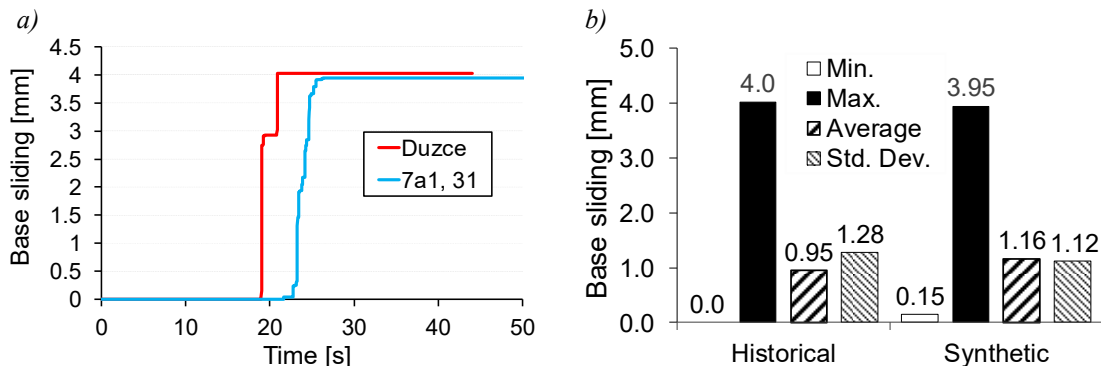 a)
Base sliding [mm]
4.5
4
3.5
3
2.5
2
1.5
1
0.5
0
0 10 20 30 40 50
Time [s]
Duzce
7a1, 31
b)
Base sliding [mm]
5.0
4.0
3.0
2.0
1.0
0.0
Min.
Max.
Average
Std. Dev.
0.0
4.0
0.95
1.28
0.15
3.95
1.16
1.12
Historical Synthetic